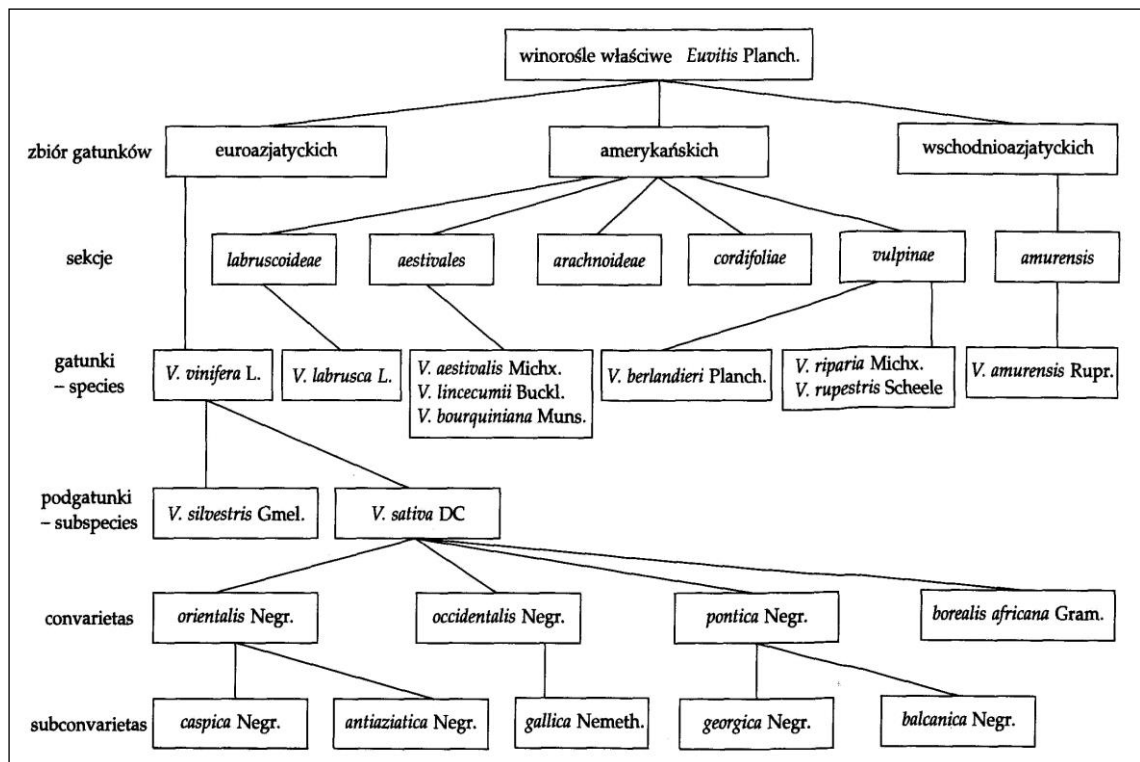 winorośle właściwe Euvitis Planch.
zbiór gatunków
euroazjatyckich
amerykańskich
wschodnioazjatyckich
sekcje
labruscoideae
aestivales
arachnoideae
cordifoliae
vulpinae
amurensis
gatunki
– species
V. vinifera L.
V. labrusca L.
V. aestivalis Michx.
V. lincecumii Buckl.
V. bourquiniana Muns.
V. berlandieri Planch.
V. riparia Michx.
V. rupestris Scheele
V. amurensis Rupr.
podgatunki
– subspecies
V. silvestris Gmel.
V. sativa DC
convarietas
orientalis Negr.
occidentalis Negr.
pontica Negr.
borealis africana Gram.
subconvarietas
caspica Negr.
antiaziatica Negr.
gallica Nemeth.
georgica Negr.
balcanica Negr.